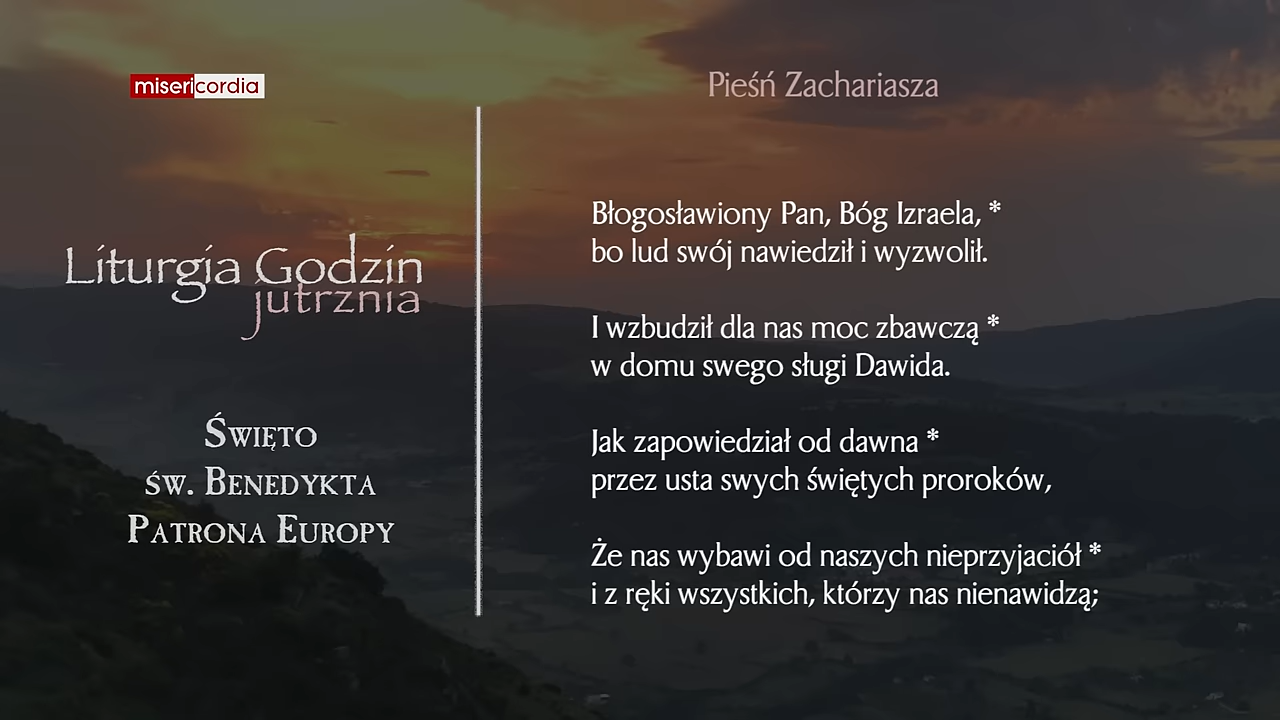 misericordia
Liturgia Godzin
jutrznia
Święto
św. Benedykta
Patrona Europy
Pieśń Zachariasza
Błogosławiony Pan, Bóg Izraela, *
bo lud swój nawiedził i wyzwolił.
I wzbudził dla nas moc zbawczą *
w domu swego sługi Dawida.
Jak zapowiedział od dawna *
przez usta swych świętych proroków,
Że nas wybawi od naszych nieprzyjaciół *
i z ręki wszystkich, którzy nas nienawidzą;